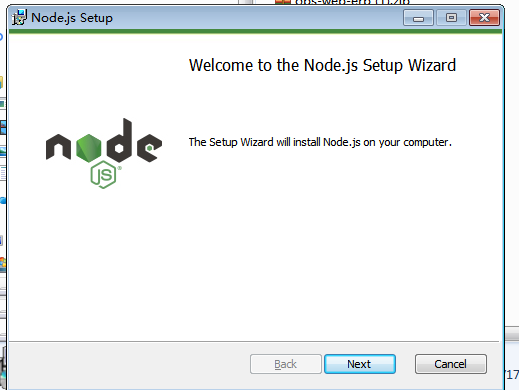 Node.js Setup
Welcome to the Node.js Setup Wizard
node
JS
The Setup Wizard will install Node.js on your computer.
Back
Next
Cancel